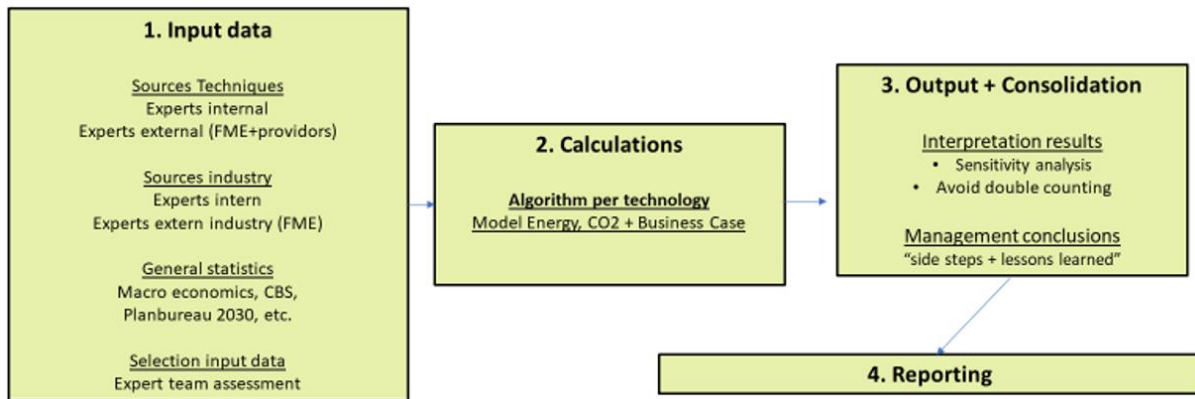 1. Input data
Sources Techniques
Experts internal
Experts external (FME+providors)
Sources industry
Experts intern
Experts extern industry (FME)
General statistics
Macro economics, CBS,
Planbureau 2030, etc.
Selection input data
Expert team assessment
2. Calculations
Algorithm per technology
Model Energy, CO2 + Business Case
3. Output + Consolidation
Interpretation results
• Sensitivity analysis
• Avoid double counting
Management conclusions
“side steps + lessons learned”
4. Reporting